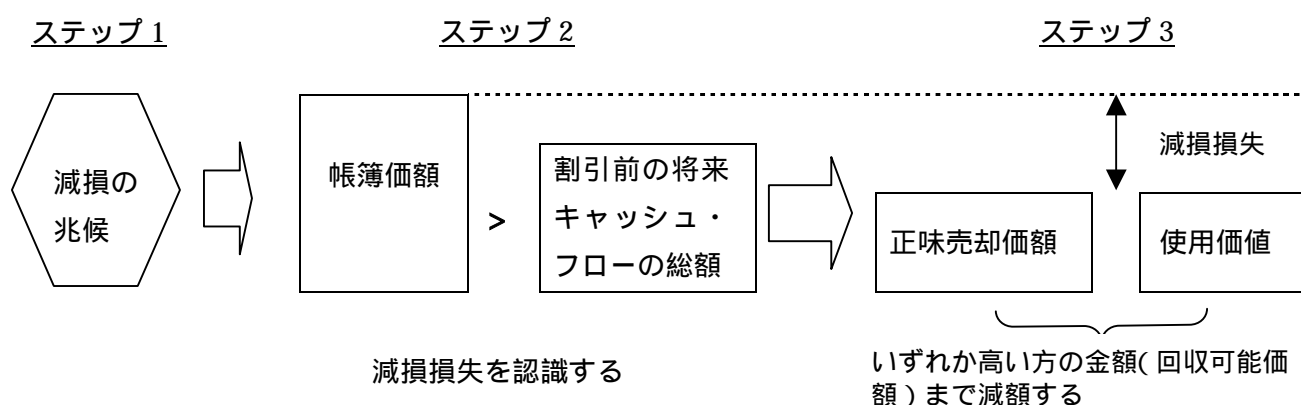 ステップ 1
ステップ 2
ステップ 3
減損の
兆候
帳簿価額
>
割引前の将来
キャッシュ・
フローの総額
減損損失
正味売却価額
使用価値
減損損失を認識する
いずれか高い方の金額(回収可能価
額)まで減額する